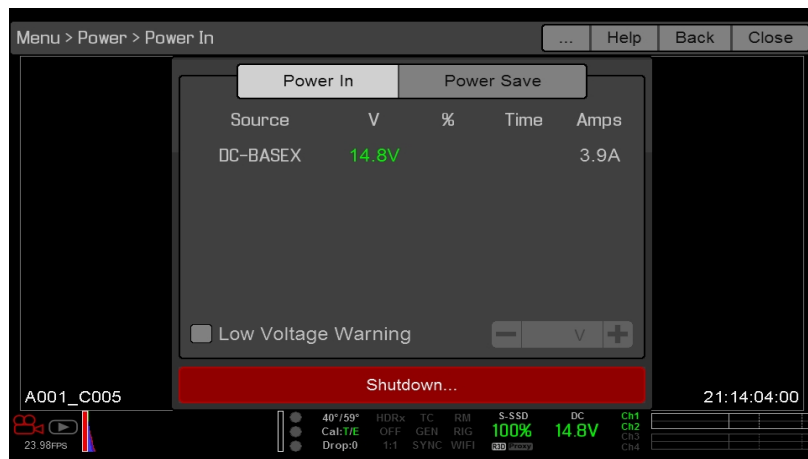 Menu > Power > Power In
... Help Back Close
Power In Power Save
Source V % Time Amps
DC-BASEX 14.8V 3.9A
Low Voltage Warning − V +
Shutdown...
A001_C005 21:14:04:00
40°/59° HDRx TC RM S-SSD DC Ch1
Cal:T/E OFF GEN RIG 100% 14.8V Ch2
23.98FPS Drop:0 1:1 SYNC WIFI R3D Proxy Ch3
Ch4